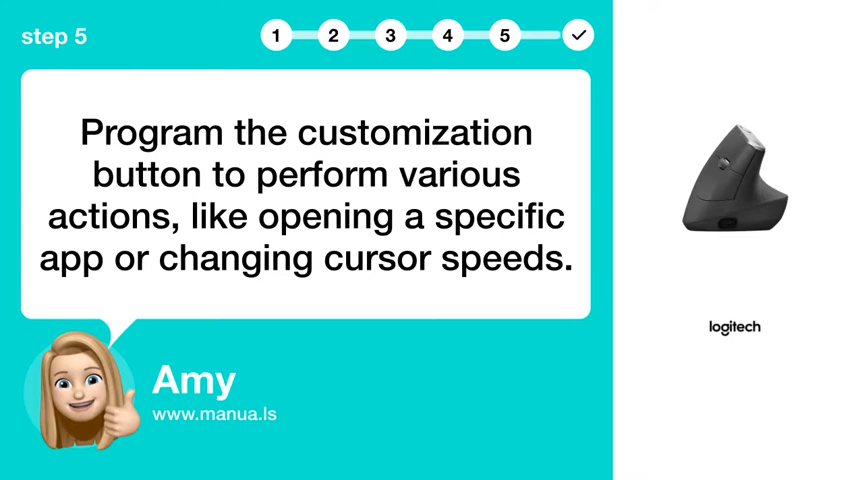 step 5
1 2 3 4 5
Program the customization
button to perform various
actions, like opening a specific
app or changing cursor speeds.
Amy
www.manua.ls
logitech